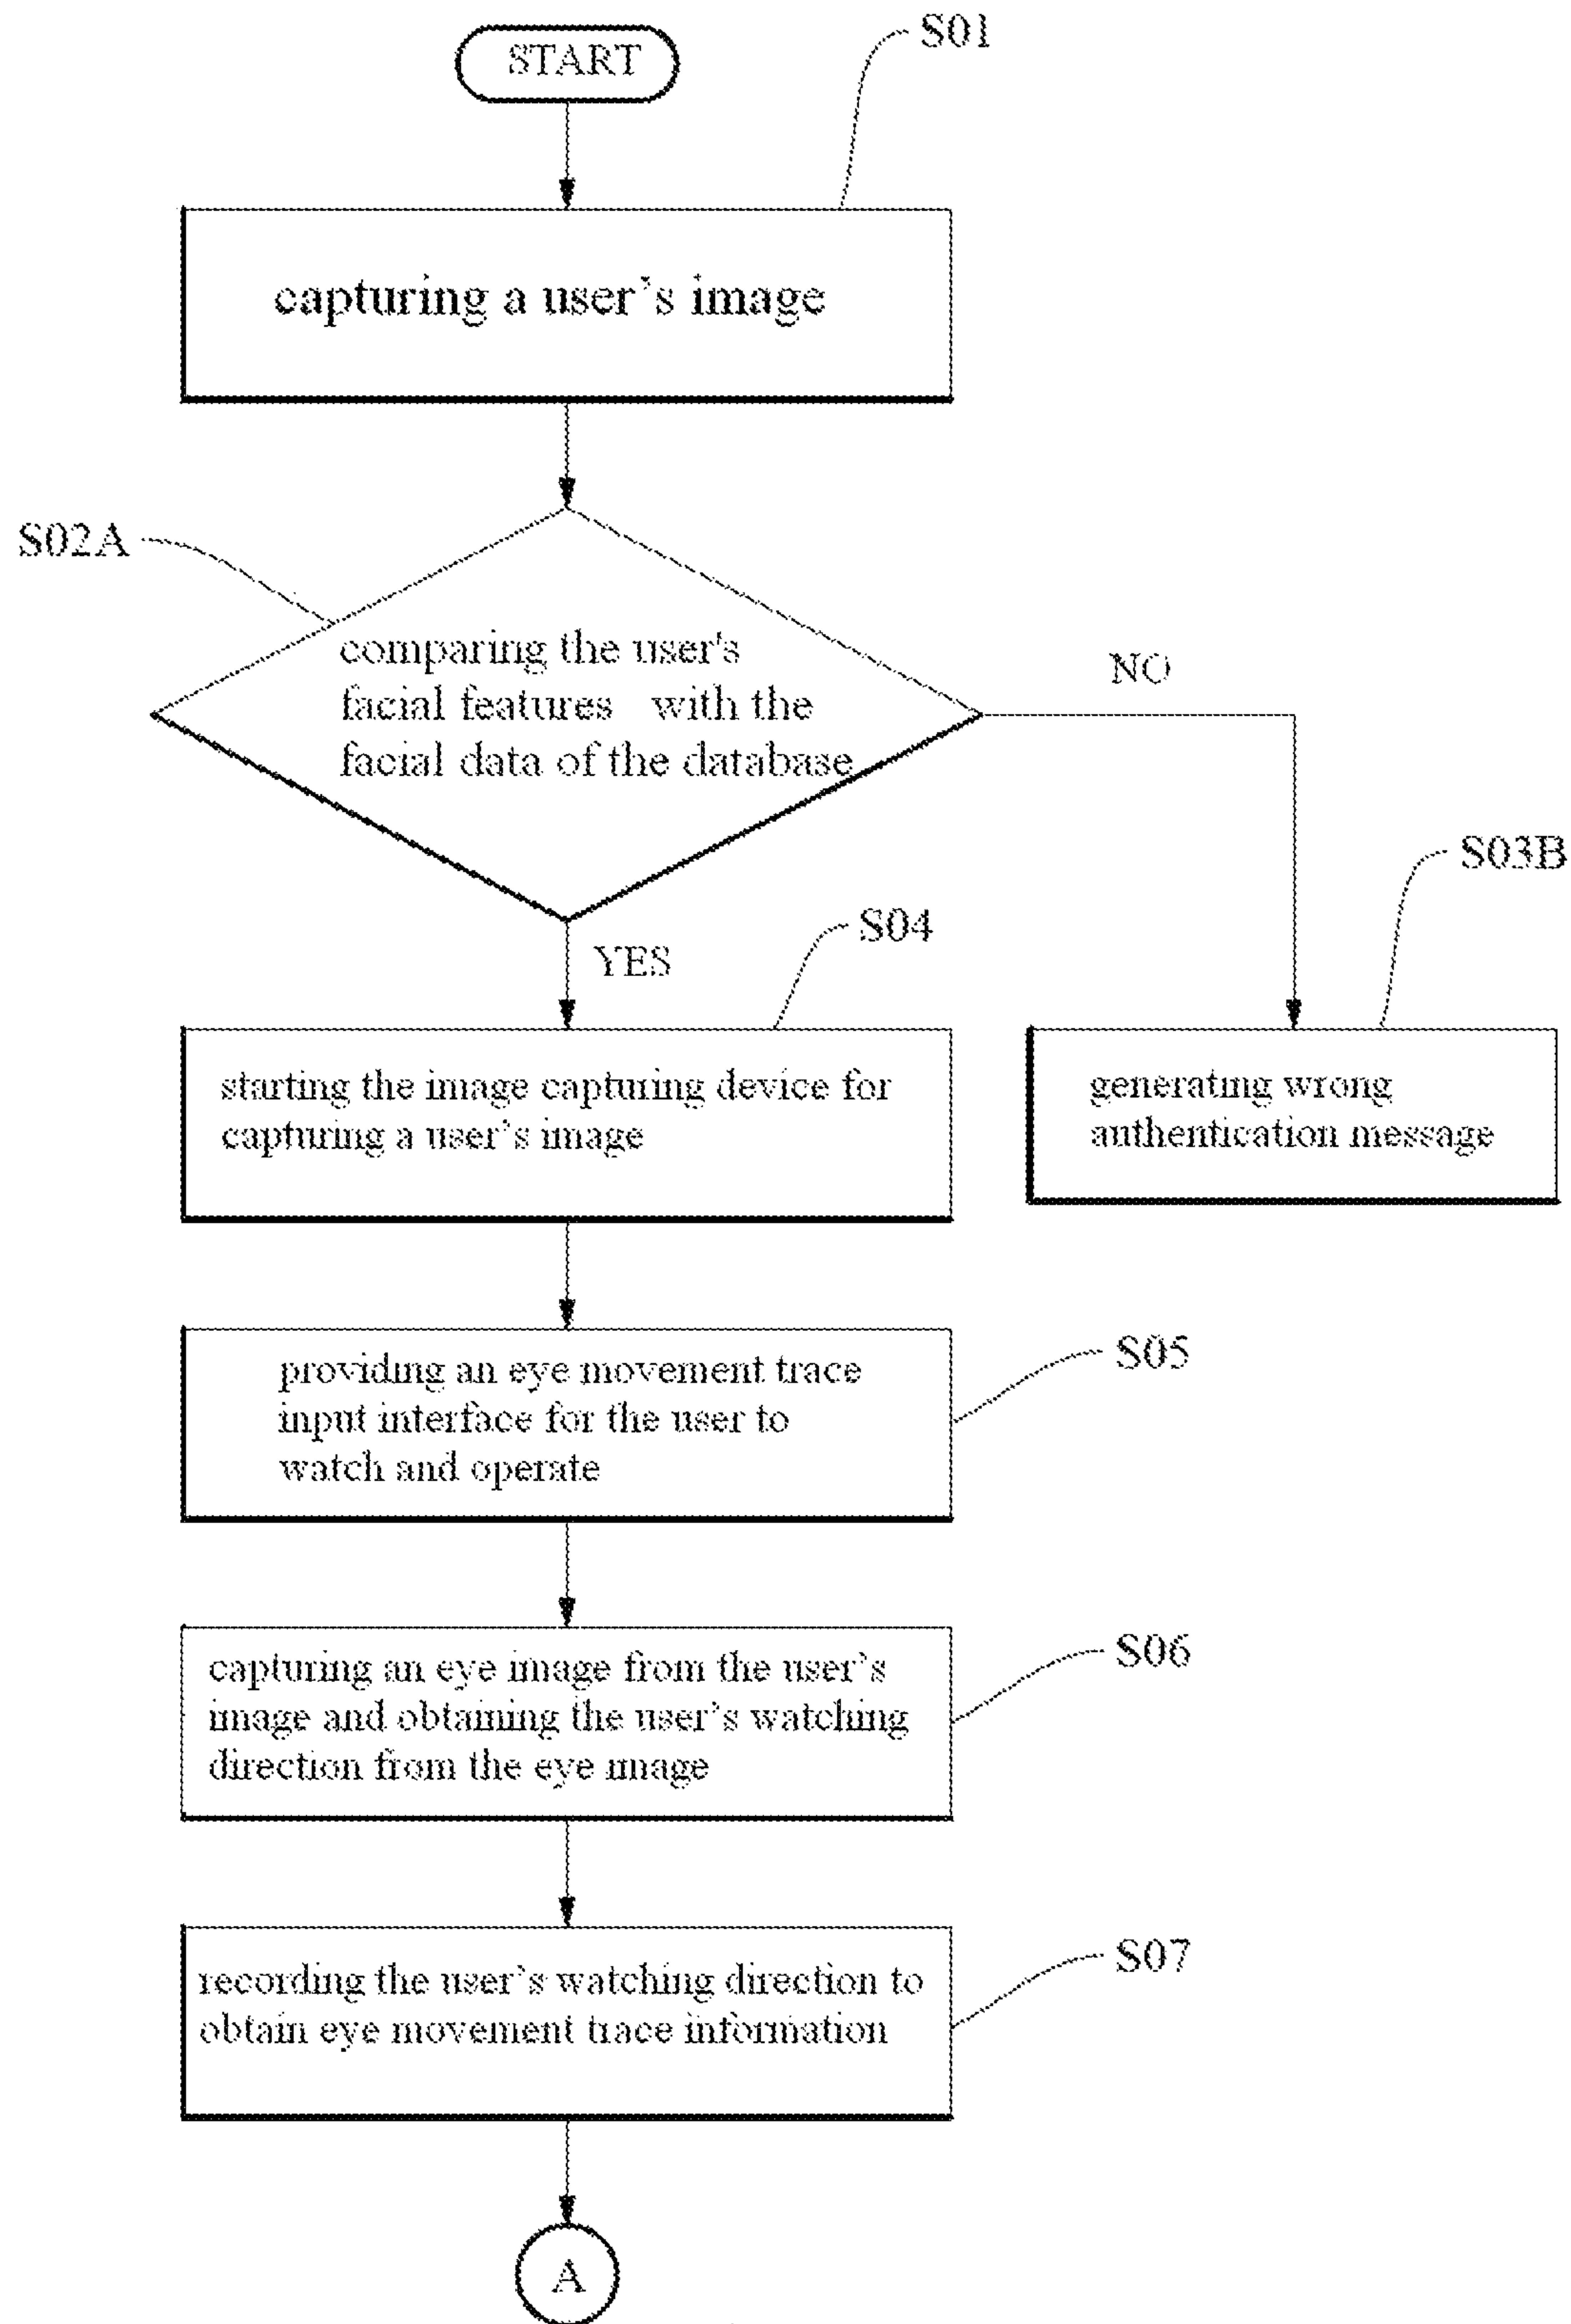 START
S01
capturing a user's image
S02A
comparing the user's
facial features with the
facial data of the database
NO
S03B
YES
S04
starting the image capturing device for
capturing a user's image
generating wrong
authentication message
S05
providing an eye movement trace
input interface for the user to
watch and operate
S06
capturing an eye image from the user's
image and obtaining the user's watching
direction from the eye image
S07
recording the user's watching direction to
obtain eye movement trace information
A